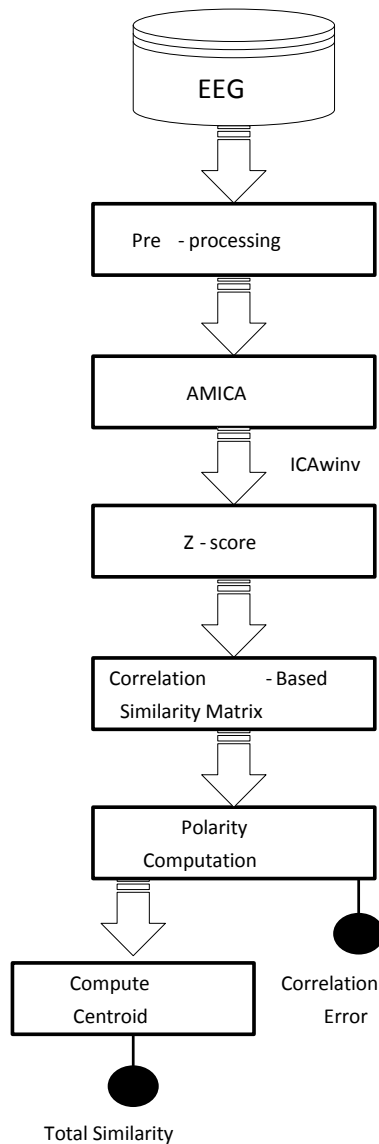 EEG
Pre - processing
AMICA
ICAwinv
Z - score
Correlation - Based
Similarity Matrix
Polarity
Computation
Compute
Centroid
Correlation
Error
Total Similarity